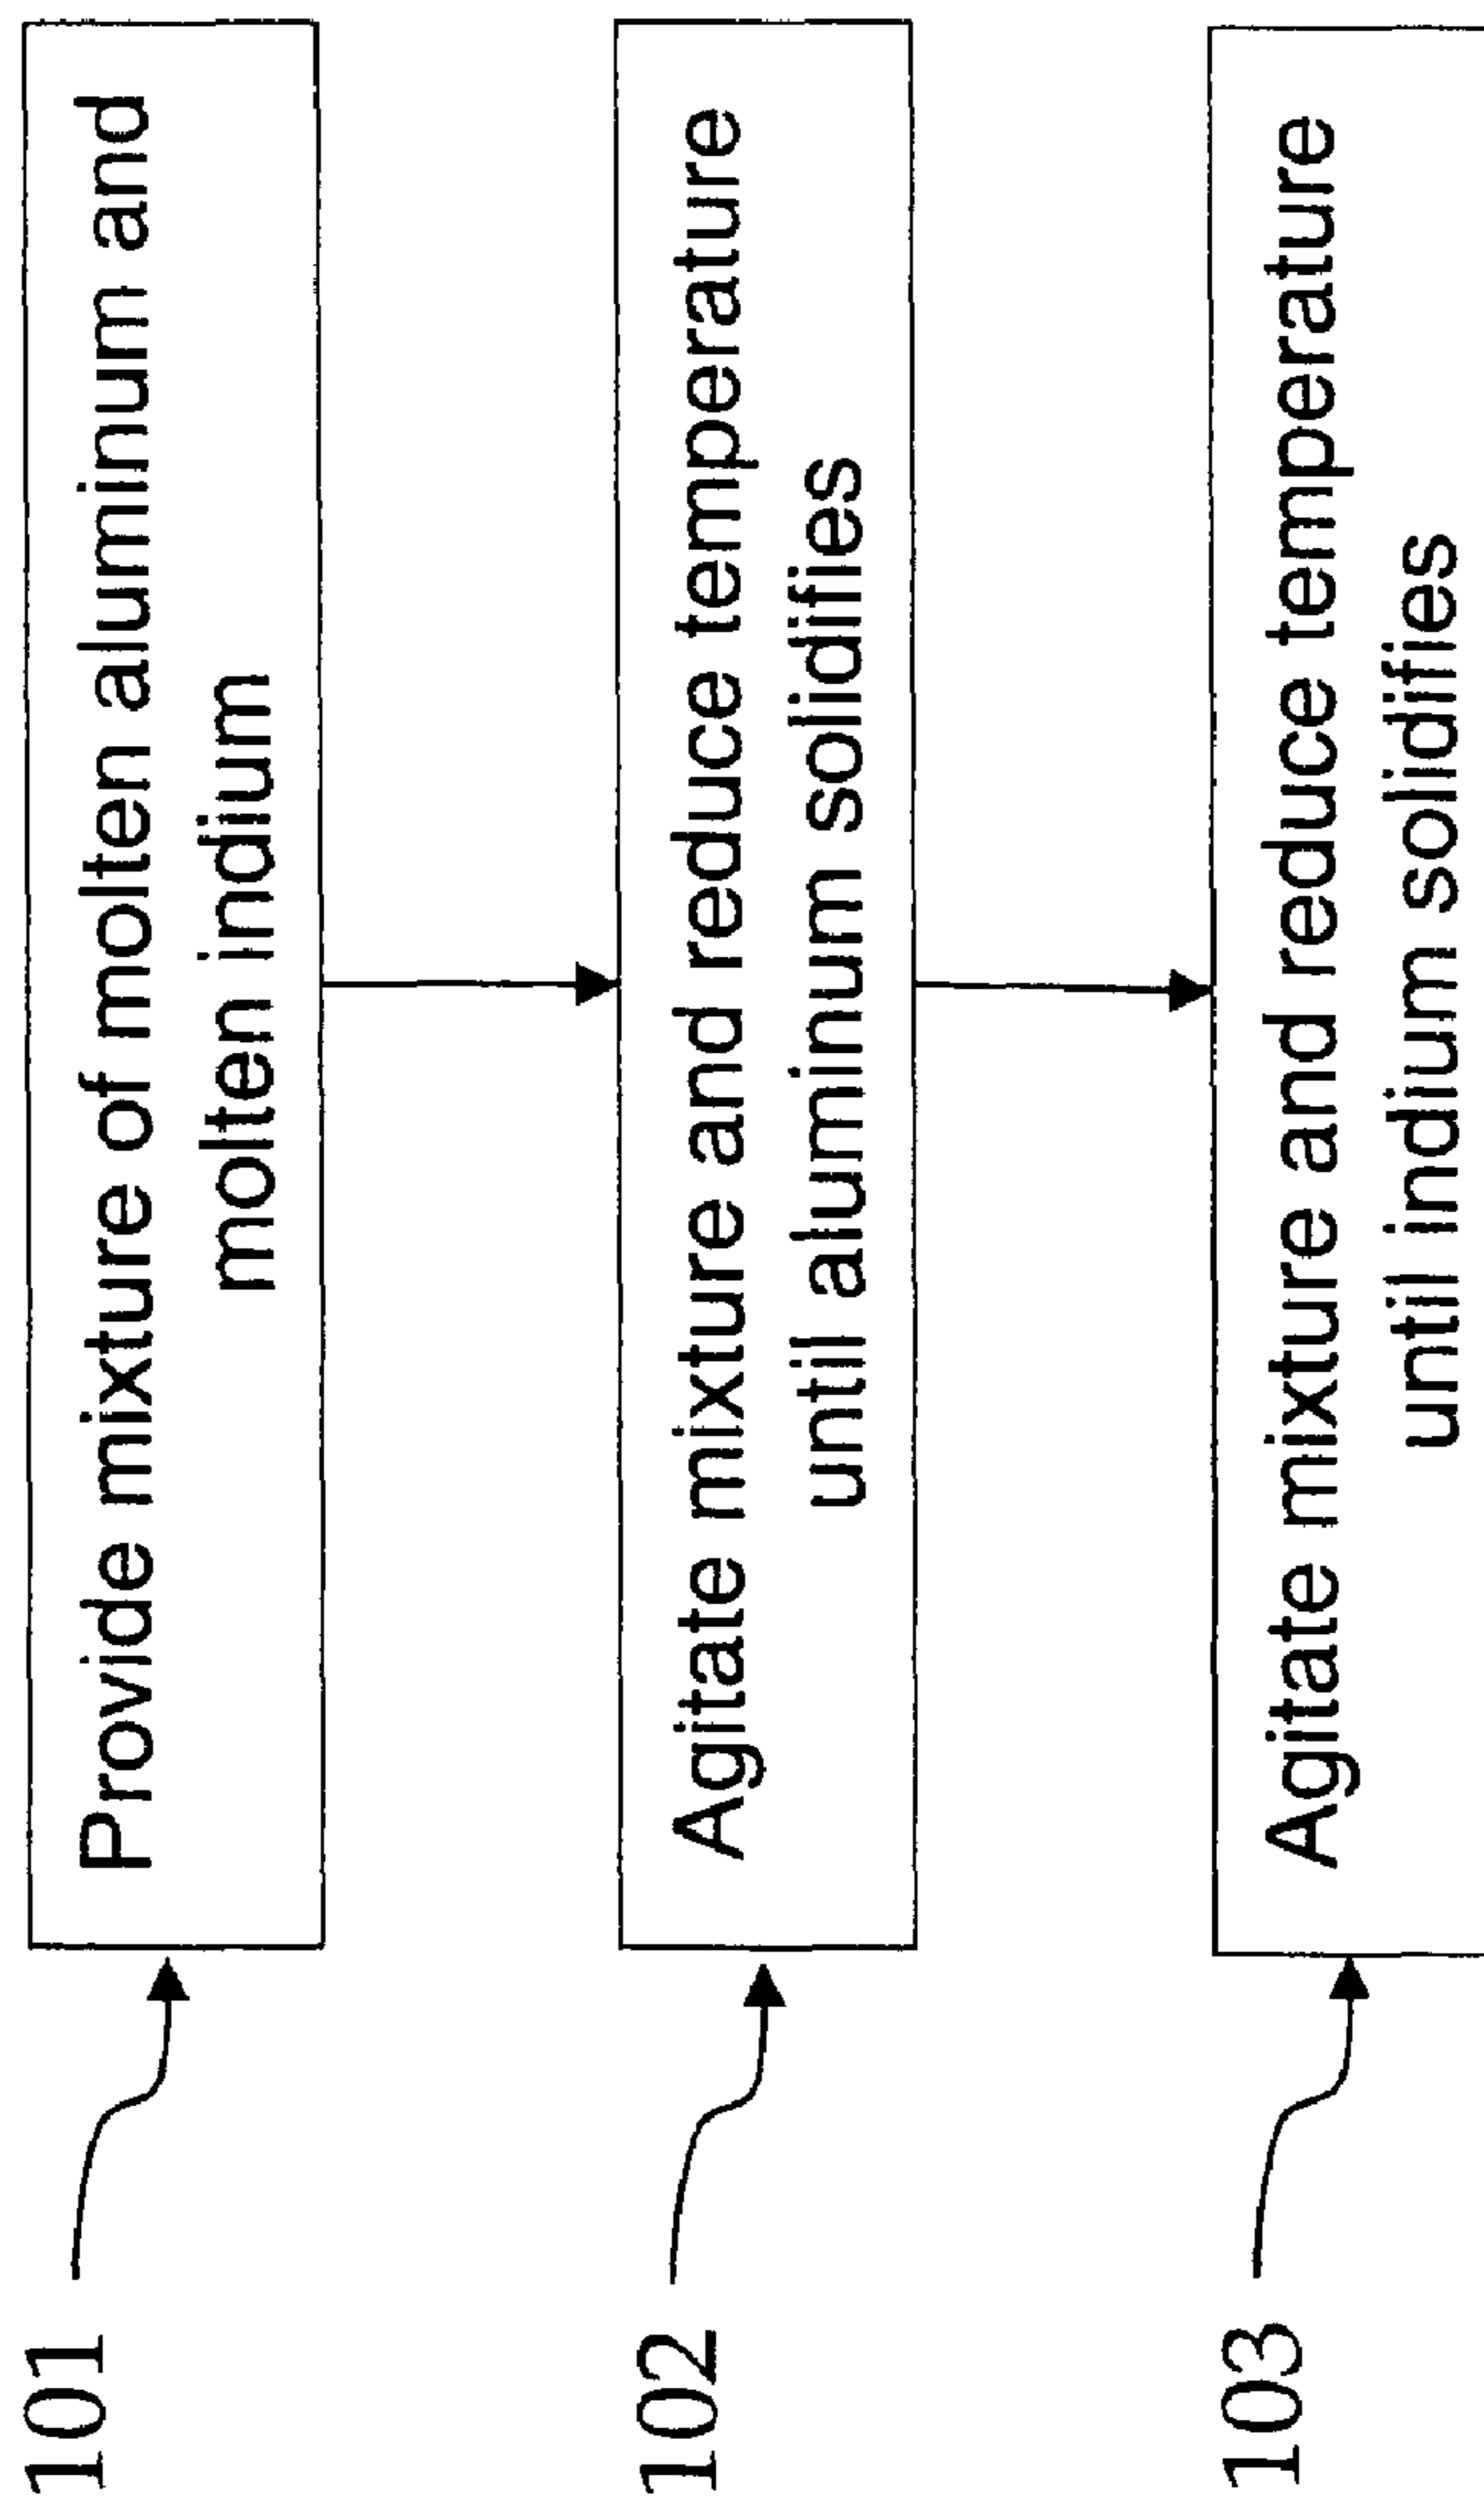 101
Provide mixture of molten aluminum and
molten indium
102
Agitate mixture and reduce temperature
until aluminum solidifies
103
Agitate mixture and reduce temperature
until indium solidifies